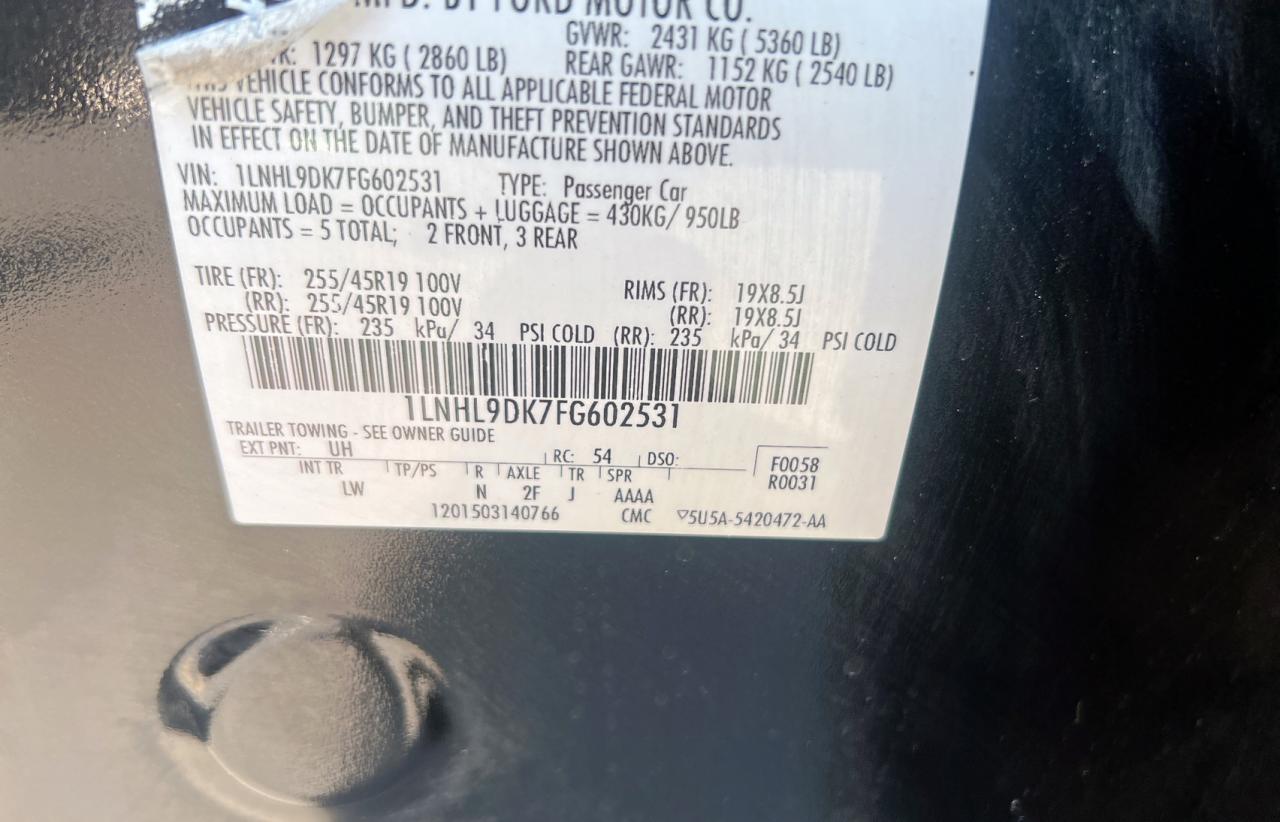 MFD. BY FORD MOTOR CO.
GVWR: 2431 KG ( 5360 LB)
1297 KG ( 2860 LB) REAR GAWR: 1152 KG ( 2540 LB)
VEHICLE CONFORMS TO ALL APPLICABLE FEDERAL MOTOR
VEHICLE SAFETY, BUMPER, AND THEFT PREVENTION STANDARDS
IN EFFECT ON THE DATE OF MANUFACTURE SHOWN ABOVE.
VIN: 1LNHL9DK7FG602531 TYPE: Passenger Car
MAXIMUM LOAD = OCCUPANTS + LUGGAGE = 430KG/ 950LB
OCCUPANTS = 5 TOTAL; 2 FRONT, 3 REAR
TIRE (FR): 255/45R19 100V RIMS (FR): 19X8.5J
(RR): 255/45R19 100V (RR): 19X8.5J
PRESSURE (FR): 235 kPa/ 34 PSI COLD (RR): 235 kPa/ 34 PSI COLD
1LNHL9DK7FG602531
TRAILER TOWING - SEE OWNER GUIDE
EXT PNT: UH RC: 54 DSO: F0058
INT TR TP/PS R AXLE TR SPR R0031
LW N 2F J AAAA
1201503140766 CMC ▽5U5A-5420472-AA